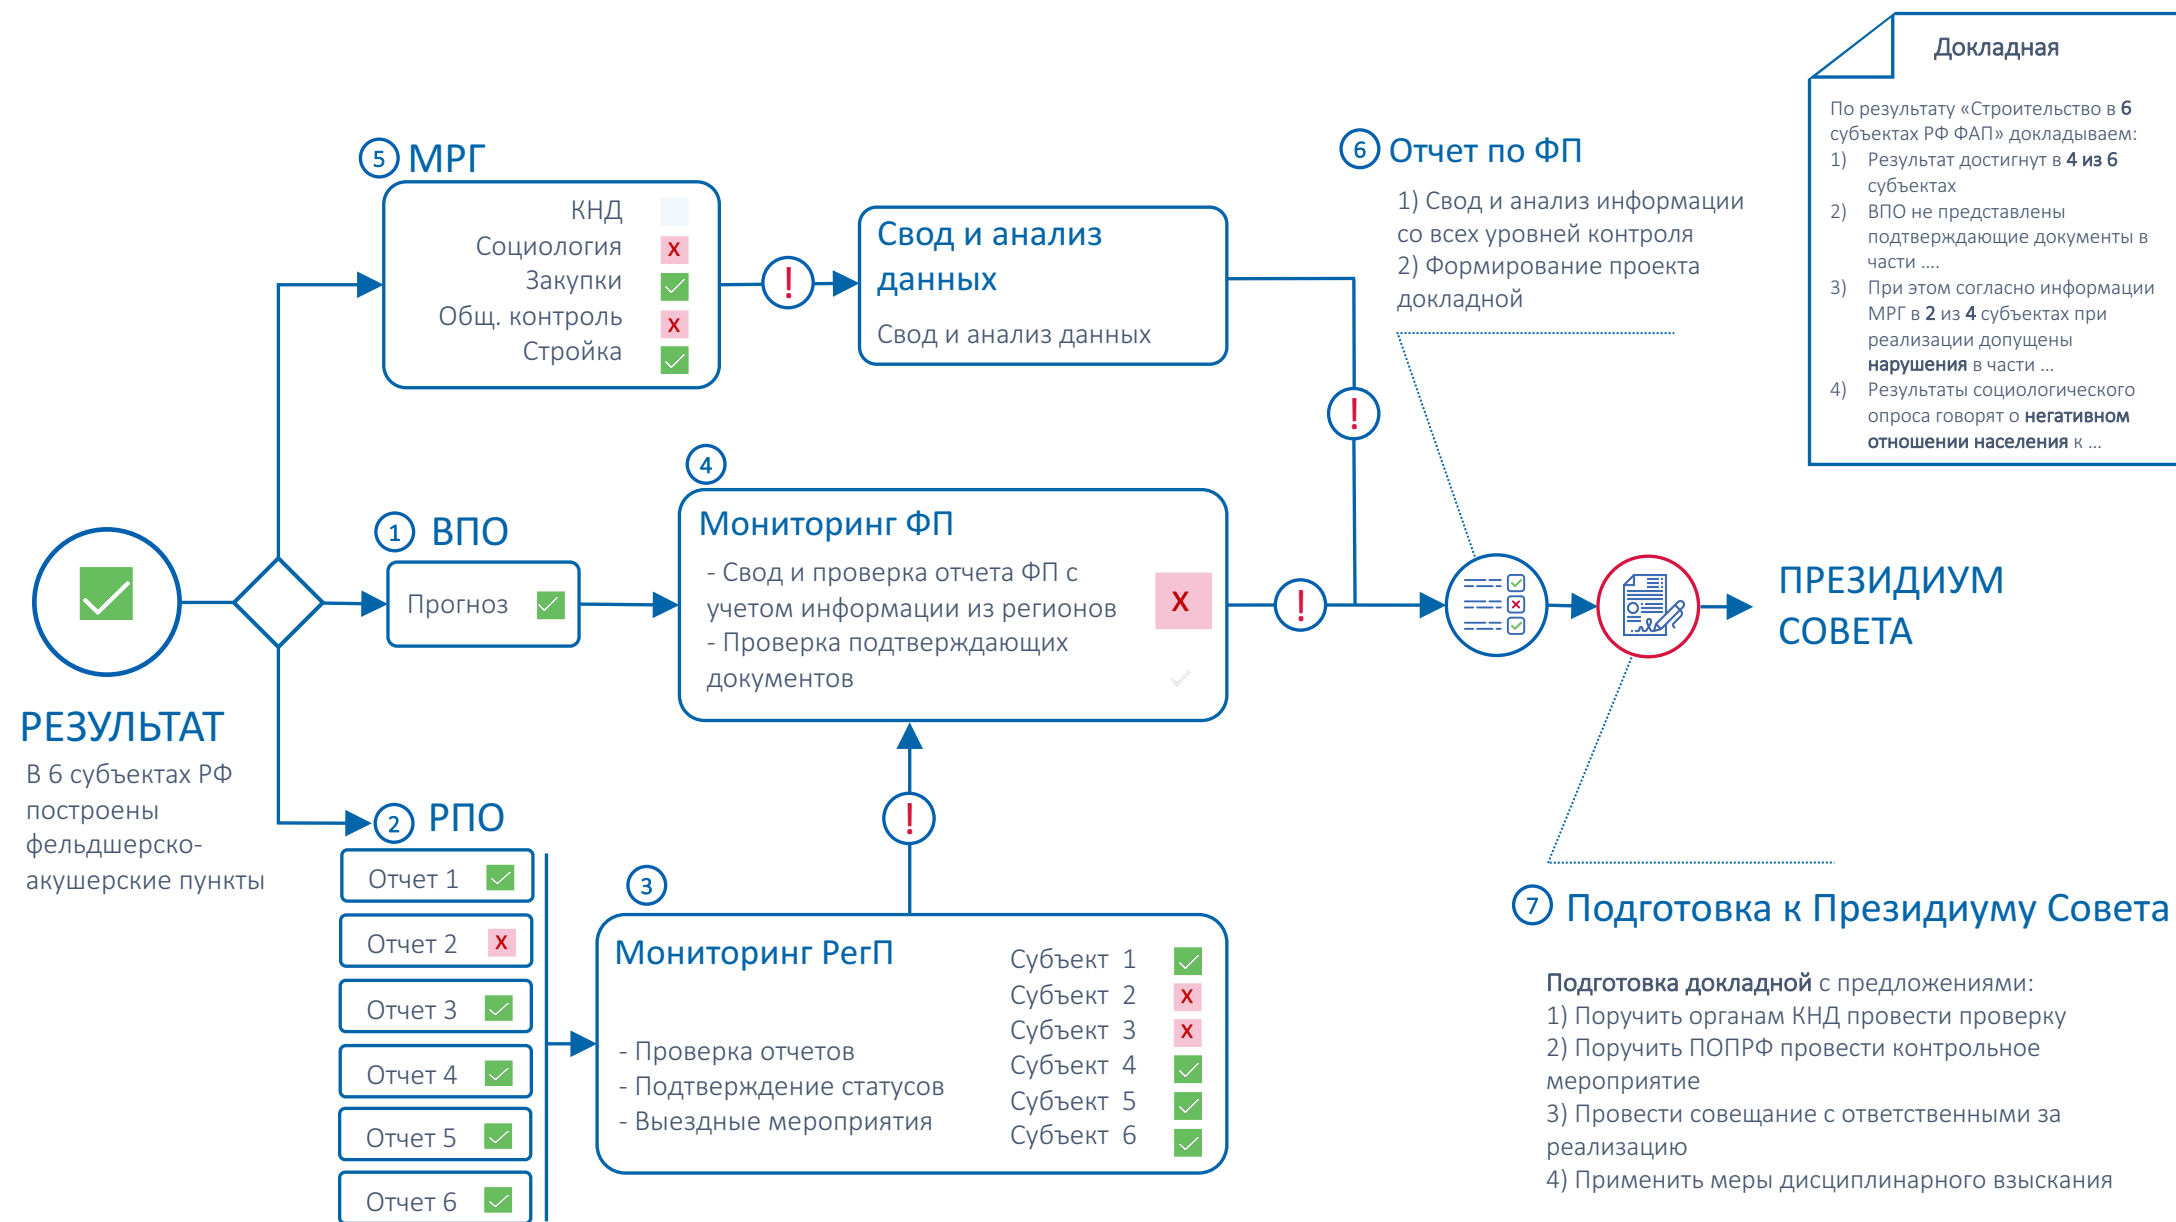 Докладная
По результату «Строительство в 6
субъектах РФ ФАП» докладываем:
1) Результат достигнут в 4 из 6
субъектах
2) ВПО не представлены
подтверждающие документы в
части ....
3) При этом согласно информации
МРГ в 2 из 4 субъектах при
реализации допущены
нарушения в части ...
4) Результаты социологического
опроса говорят о негативном
отношении населения к ...
5 МРГ
КНД
Социология X
Закупки
Общ. контроль X
Стройка
!
Свод и анализ
данных
Свод и анализ данных
!
6 Отчет по ФП
1) Свод и анализ информации
со всех уровней контроля
2) Формирование проекта
докладной
РЕЗУЛЬТАТ
В 6 субъектах РФ
построены
фельдшерско-
акушерские пункты
1 ВПО
Прогноз
4
Мониторинг ФП
- Свод и проверка отчета ФП с
учетом информации из регионов
- Проверка подтверждающих
документов
X
!
ПРЕЗИДИУМ
СОВЕТА
2 РПО
Отчет 1
Отчет 2 X
Отчет 3
Отчет 4
Отчет 5
Отчет 6
!
3
Мониторинг РегП
- Проверка отчетов
- Подтверждение статусов
- Выездные мероприятия
Субъект 1
Субъект 2 X
Субъект 3 X
Субъект 4
Субъект 5
Субъект 6
7 Подготовка к Президиуму Совета
Подготовка докладной с предложениями:
1) Поручить органам КНД провести проверку
2) Поручить ПОПРФ провести контрольное
мероприятие
3) Провести совещание с ответственными за
реализацию
4) Применить меры дисциплинарного взыскания